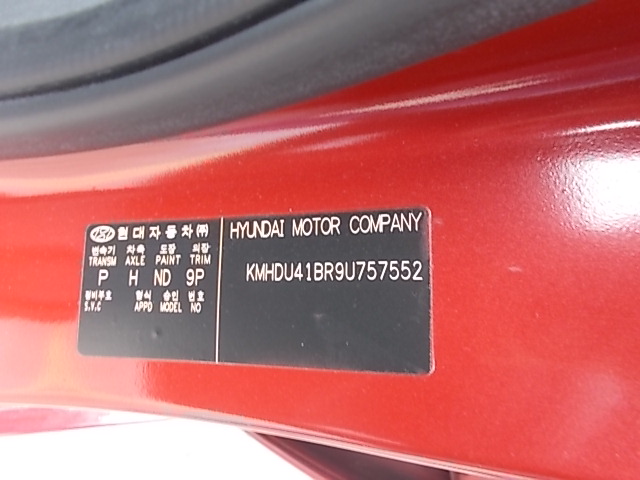 현대자동차㈜
변속기 차축 도장 의장
TRANSM AXLE PAINT TRIM
P H ND 9P
정비부호 형식 승인 번호
S.V.C APPD MODEL NO
HYUNDAI MOTOR COMPANY
KMHDU41BR9U757552